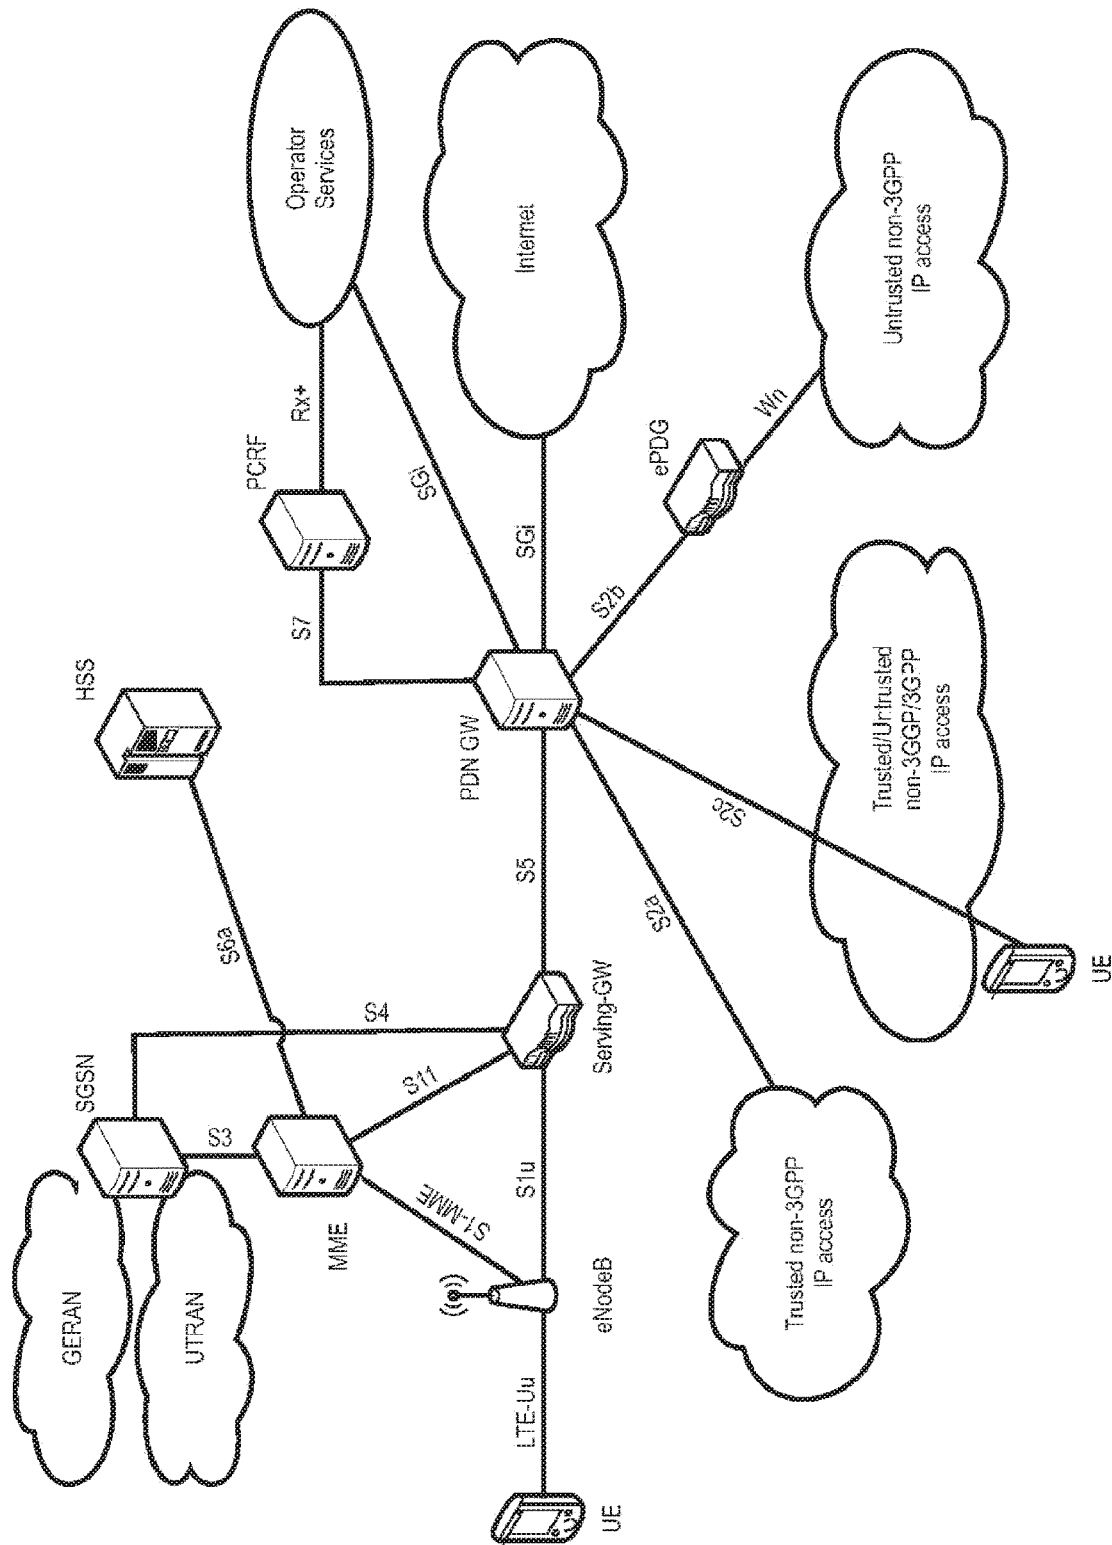 GERAN
UTRAN
SGSN
HSS
S3
S6a
S4
MME
S11
S1-MME
S7
PCRF
Rx+
Operator
Services
SGi
LTE-Uu
S1u
S5
SGi
Internet
UE
eNodeB
Serving-GW
PDN GW
S2b
ePDG
Wn
S2a
S2c
Trusted non-3GPP
IP access
Trusted/Untrusted
non-3GGP/3GPP
IP access
Untrusted non-3GPP
IP access
UE